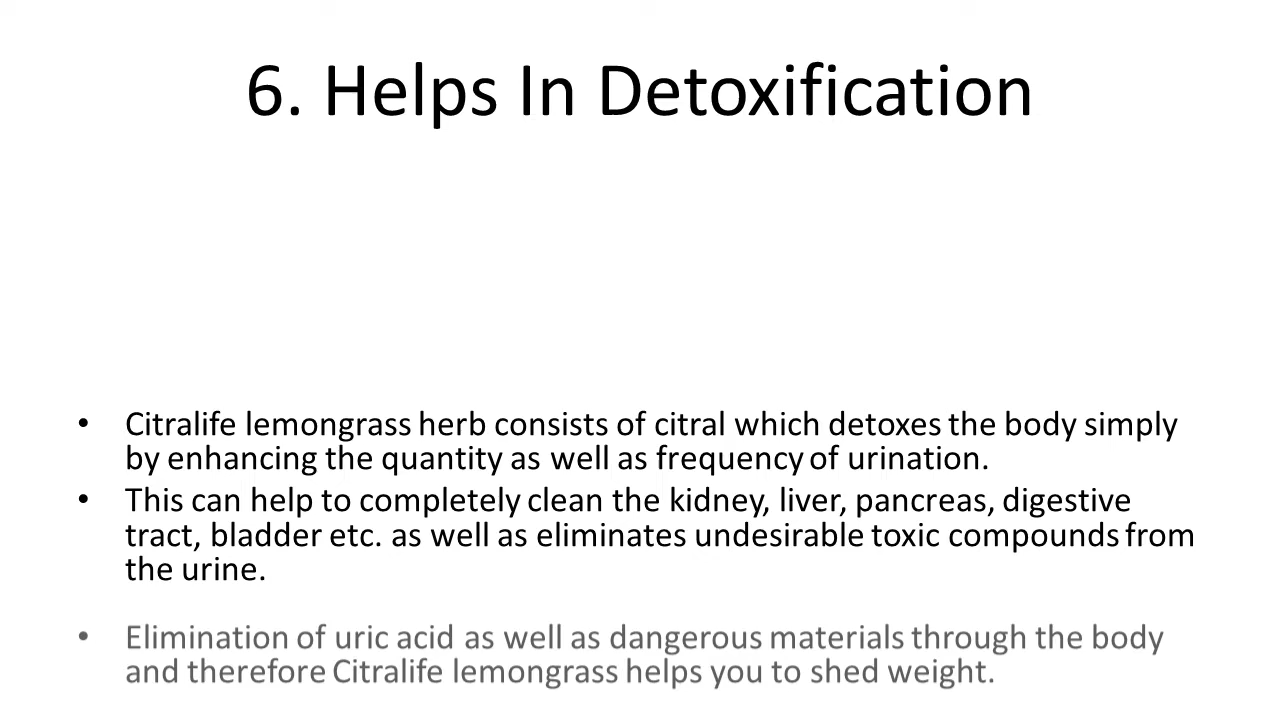 6. Helps In Detoxification
• Citralife lemongrass herb consists of citral which detoxes the body simply
by enhancing the quantity as well as frequency of urination.
• This can help to completely clean the kidney, liver, pancreas, digestive
tract, bladder etc. as well as eliminates undesirable toxic compounds from
the urine.
• Elimination of uric acid as well as dangerous materials through the body
and therefore Citralife lemongrass helps you to shed weight.